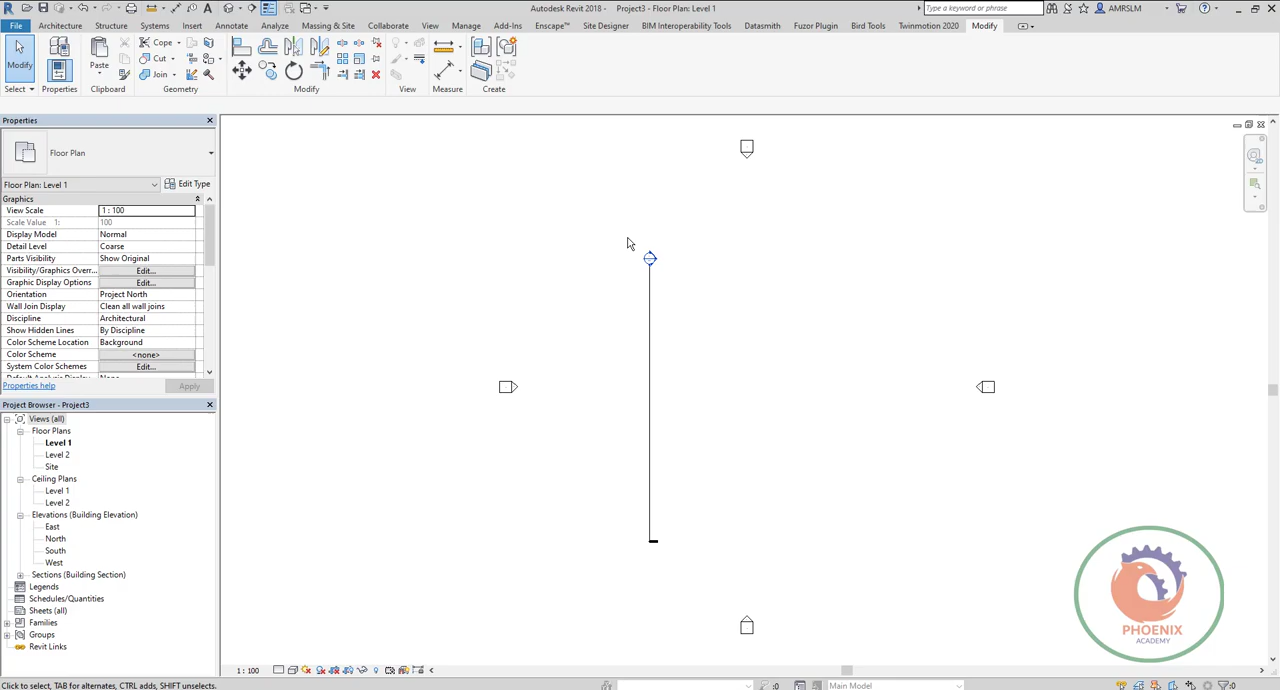 Autodesk Revit 2018 - Project3 - Floor Plan: Level 1
Type a keyword or phrase
AMRSLM
File Architecture Structure Systems Insert Annotate Analyze Massing & Site Collaborate View Manage Add-Ins Enscape™ Site Designer BIM Interoperability Tools Datasmith Fuzor Plugin Bird Tools Twinmotion 2020 Modify
Modify Paste Cope
Cut
Join
Select Properties Clipboard Geometry Modify View Measure Create
Properties
Floor Plan
Floor Plan: Level 1 Edit Type
Graphics
View Scale 1 : 100
Scale Value 1: 100
Display Model Normal
Detail Level Coarse
Parts Visibility Show Original
Visibility/Graphics Overr... Edit...
Graphic Display Options Edit...
Orientation Project North
Wall Join Display Clean all wall joins
Discipline Architectural
Show Hidden Lines By Discipline
Color Scheme Location Background
Color Scheme <none>
System Color Schemes Edit...
Properties help Apply
Project Browser - Project3
Views (all)
Floor Plans
Level 1
Level 2
Site
Ceiling Plans
Level 1
Level 2
Elevations (Building Elevation)
East
North
South
West
Sections (Building Section)
Legends
Schedules/Quantities
Sheets (all)
Families
Groups
Revit Links
PHOENIX
ACADEMY
1 : 100
Click to select, TAB for alternates, CTRL adds, SHIFT unselects. :0 Main Model :0